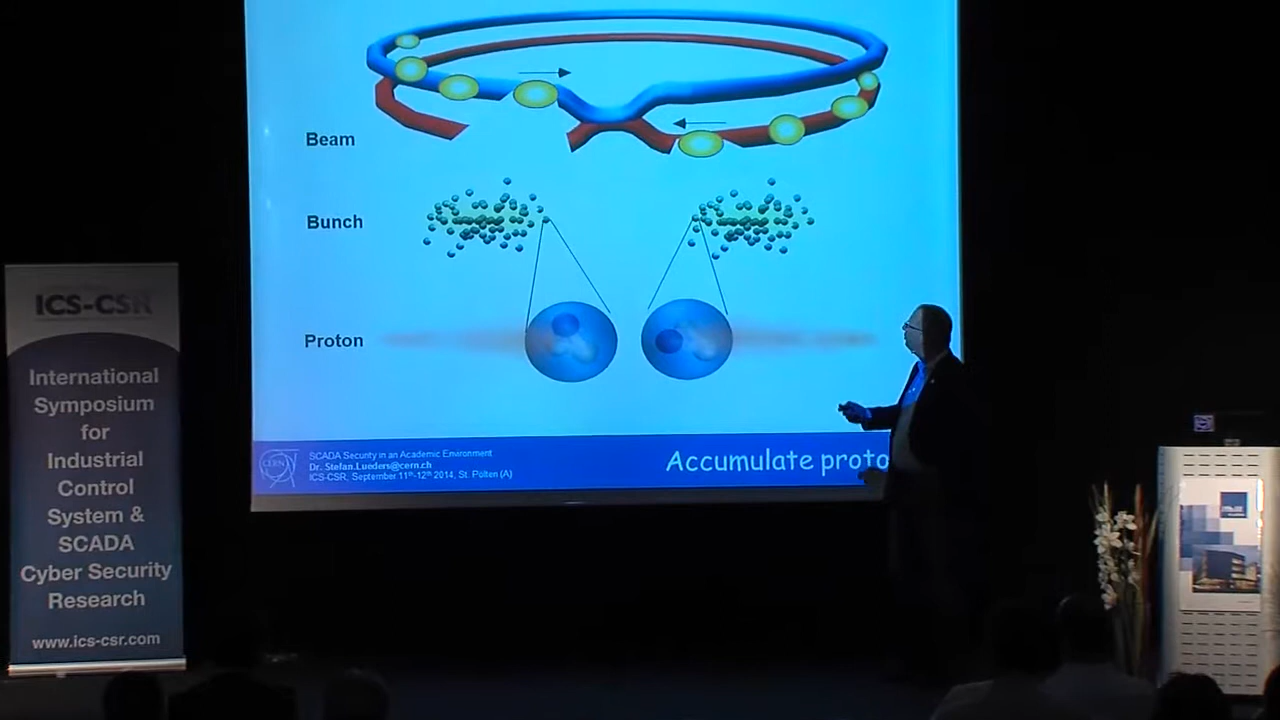 Beam
Bunch
Proton
SCADA Security in an Academic Environment
Dr. Stefan.Lueders@cern.ch
ICS-CSR, September 11th-12th 2014, St. Pölten (A)
Accumulate proto
CERN
ICS-CSR
International
Symposium
for
Industrial
Control
System &
SCADA
Cyber Security
Research
www.ics-csr.com